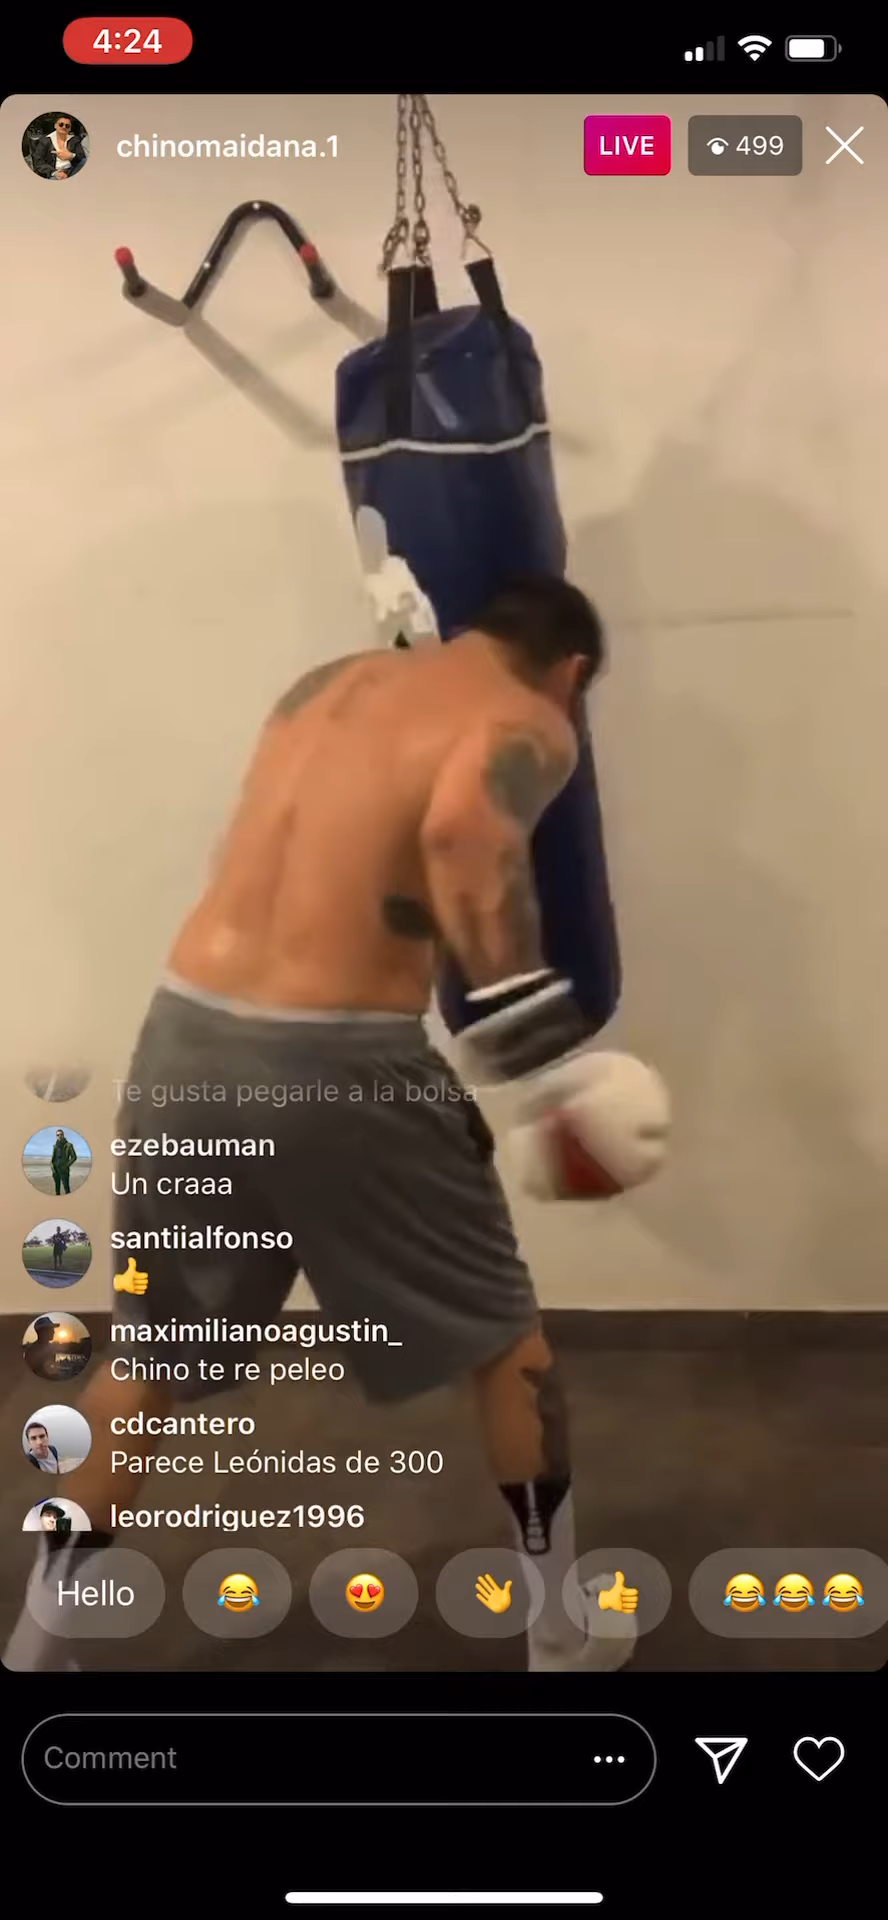 4:24
chinomaidana.1
LIVE
499
Te gusta pegarle a la bolsa
ezebauman
Un craaa
santiialfonso
👍
maximilianoagustin_
Chino te re peleo
cdcantero
Parece Leónidas de 300
leorodriguez1996
Hello 😂 😍 👋 👍 😂😂😂
Comment